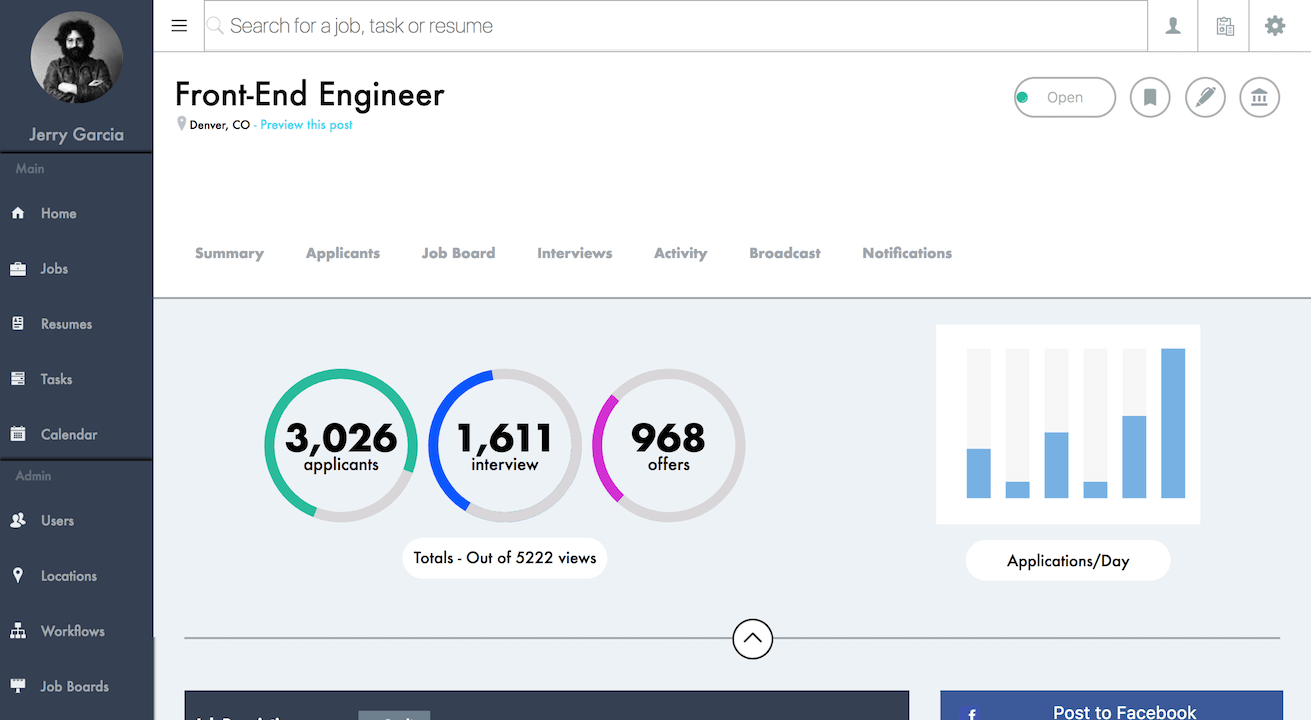 Search for a job, task or resume
Jerry Garcia
Main
Home
Jobs
Resumes
Tasks
Calendar
Admin
Users
Locations
Workflows
Job Boards
Front-End Engineer
Open
Denver, CO - Preview this post
Summary Applicants Job Board Interviews Activity Broadcast Notifications
3,026
applicants
1,611
interview
968
offers
Totals - Out of 5222 views
Applications/Day
Post to Facebook